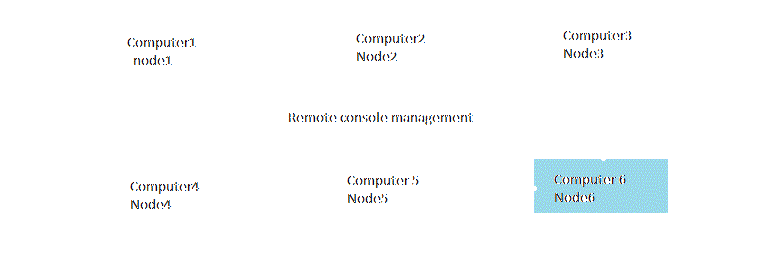 Computer1
node1
Computer2
Node2
Computer3
Node3
Remote console management
Computer4
Node4
Computer 5
Node5
Computer 6
Node6